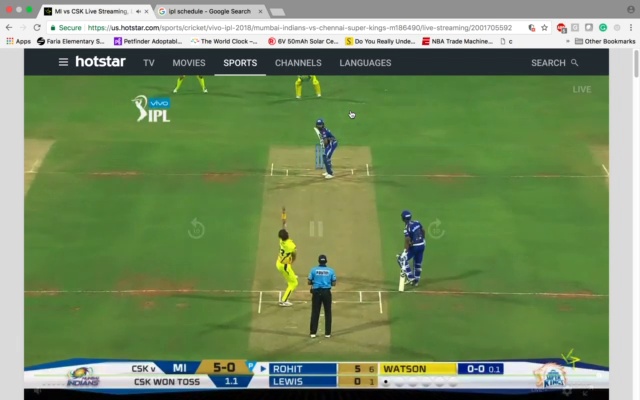 MI vs CSK Live Streaming,
ipl schedule - Google Search
Secure https://us.hotstar.com/sports/cricket/vivo-ipl-2018/mumbai-indians-vs-chennai-super-kings-m186490/live-streaming/2001705592
Apps Bookmarks Faria Elementary S... Petfinder Adoptabl... The World Clock –... 6V 50mAh Solar Ce... Do You Really Unde... NBA Trade Machine... c » Other Bookmarks
hotstar TV MOVIES SPORTS CHANNELS LANGUAGES SEARCH
LIVE
vivo
IPL
CSK v MI 5-0 P ROHIT 5 6 WATSON 0-0 0.1
CSK WON TOSS 1.1 LEWIS 0 1
INDIANS
SUPER KINGS